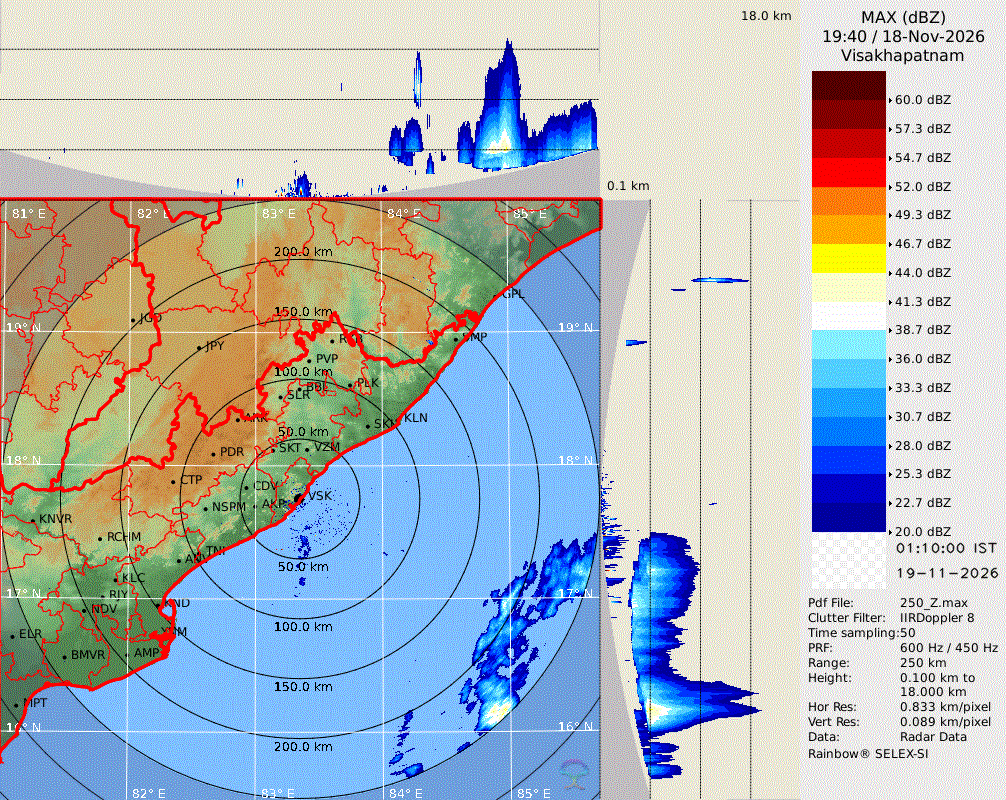 18.0 km
0.1 km
MAX (dBZ)
19:40 / 18-Nov-2026
Visakhapatnam
60.0 dBZ
57.3 dBZ
54.7 dBZ
52.0 dBZ
49.3 dBZ
46.7 dBZ
44.0 dBZ
41.3 dBZ
38.7 dBZ
36.0 dBZ
33.3 dBZ
30.7 dBZ
28.0 dBZ
25.3 dBZ
22.7 dBZ
20.0 dBZ
01:10:00 IST
19-11-2026
Pdf File: 250_Z.max
Clutter Filter: IIRDoppler 8
Time sampling:50
PRF: 600 Hz / 450 Hz
Range: 250 km
Height: 0.100 km to
18.000 km
Hor Res: 0.833 km/pixel
Vert Res: 0.089 km/pixel
Data: Radar Data
Rainbow® SELEX-SI
81° E 82° E 83° E 84° E 85° E
200.0 km
GPL
150.0 km
JGD
19° N 19° N
JPY
SMP
PVP
100.0 km
BBL PLK
SLR
ARK SKM KLN
50.0 km
PDR SKT VZM
18° N 18° N
CTP CDV
VSK
NSPM AKP
KNVR
RCHM
TNI
ANV
50.0 km
KLC
RJY
17° N 17° N
NDV KND
100.0 km
ELR YNM
BMVR AMP
150.0 km
MPT
16° N 16° N
200.0 km
82° E 83° E 84° E 85° E